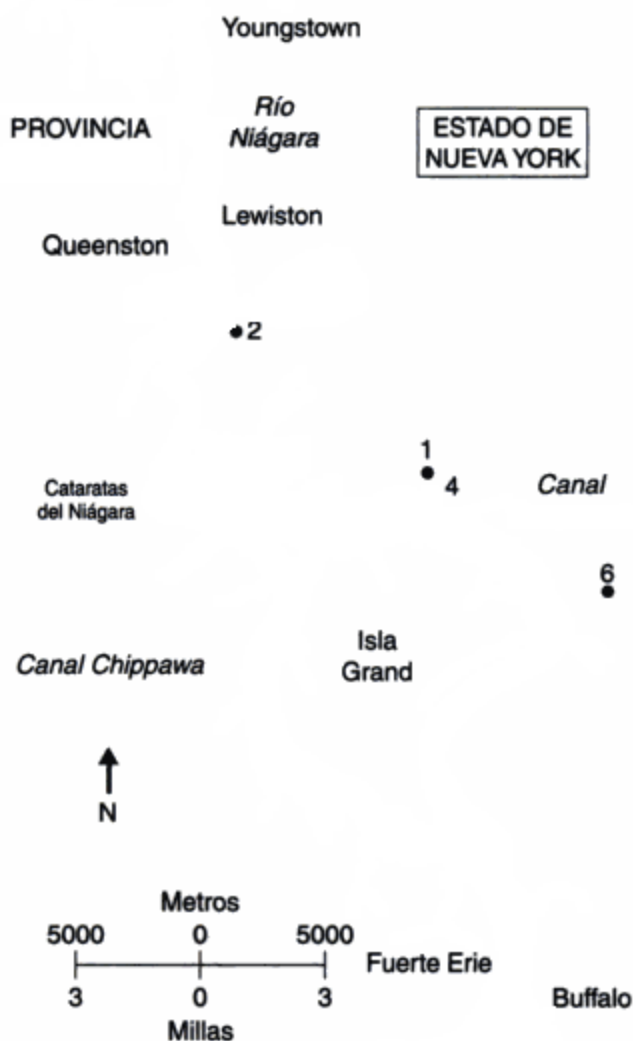 Youngstown
Río
Niágara
PROVINCIA
ESTADO DE
NUEVA YORK
Lewiston
Queenston
2
1
4
Canal
Cataratas
del Niágara
6
Isla
Grand
Canal Chippawa
N
Metros
5000 0 5000
Fuerte Erie
3 0 3
Buffalo
Millas